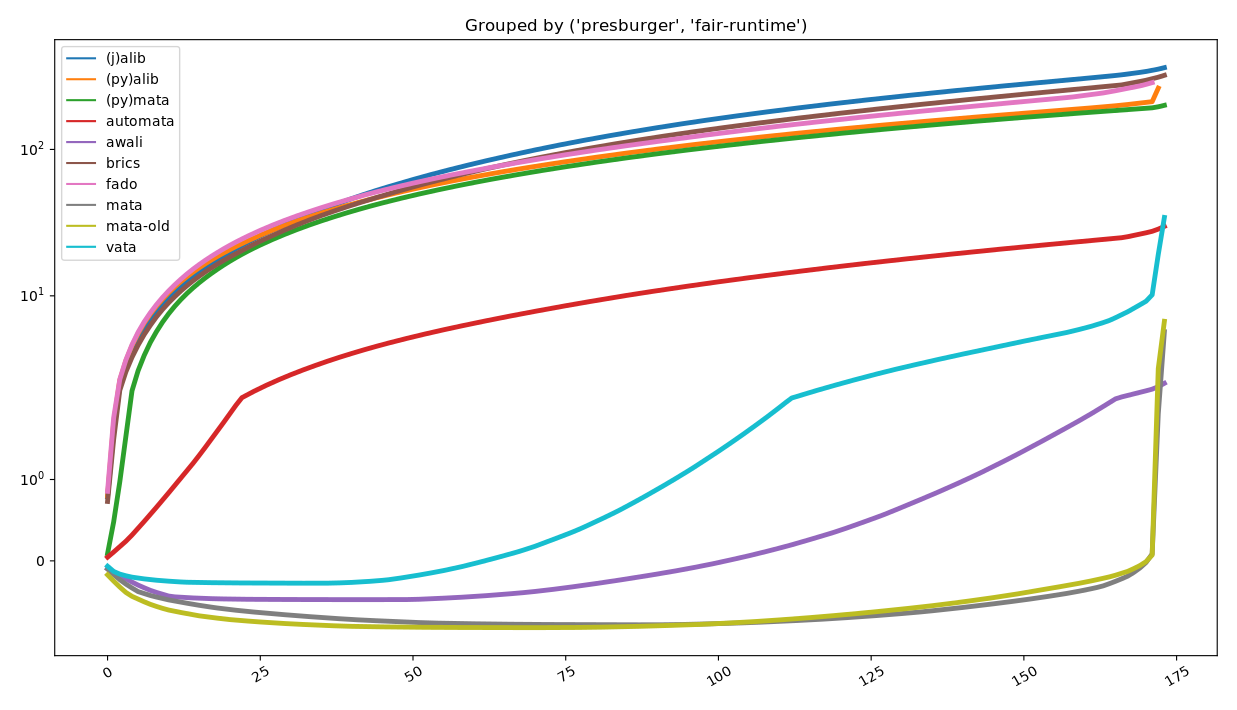 Grouped by ('presburger', 'fair-runtime')
(j)alib
(py)alib
(py)mata
automata
awali
brics
fado
mata
mata-old
vata
10²
10¹
10⁰
0
0
25
50
75
100
125
150
175